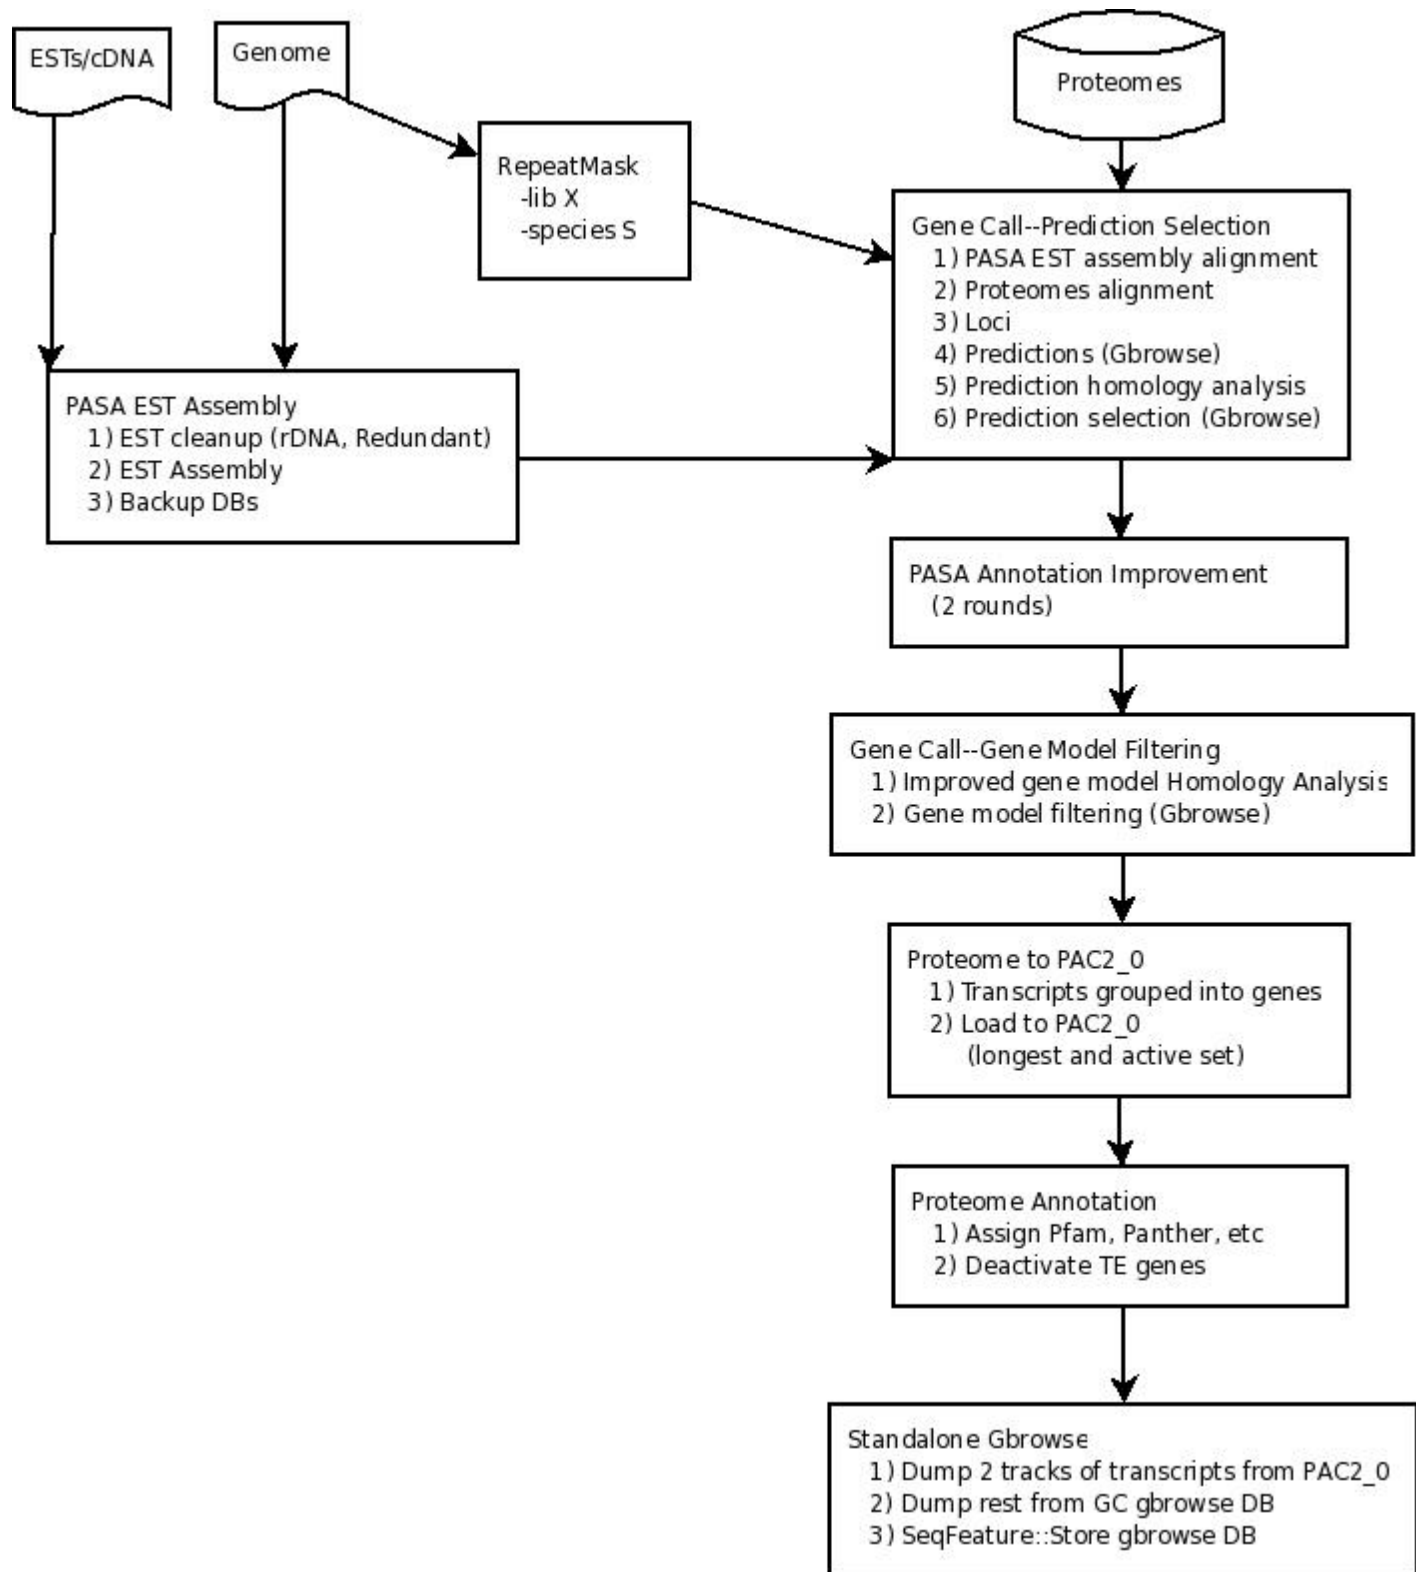 ESTs/cDNA
Genome
Proteomes
RepeatMask
-lib X
-species S
Gene Call--Prediction Selection
1) PASA EST assembly alignment
2) Proteomes alignment
3) Loci
4) Predictions (Gbrowse)
5) Prediction homology analysis
6) Prediction selection (Gbrowse)
PASA EST Assembly
1) EST cleanup (rDNA, Redundant)
2) EST Assembly
3) Backup DBs
PASA Annotation Improvement
(2 rounds)
Gene Call--Gene Model Filtering
1) Improved gene model Homology Analysis
2) Gene model filtering (Gbrowse)
Proteome to PAC2_0
1) Transcripts grouped into genes
2) Load to PAC2_0
(longest and active set)
Proteome Annotation
1) Assign Pfam, Panther, etc
2) Deactivate TE genes
Standalone Gbrowse
1) Dump 2 tracks of transcripts from PAC2_0
2) Dump rest from GC gbrowse DB
3) SeqFeature::Store gbrowse DB